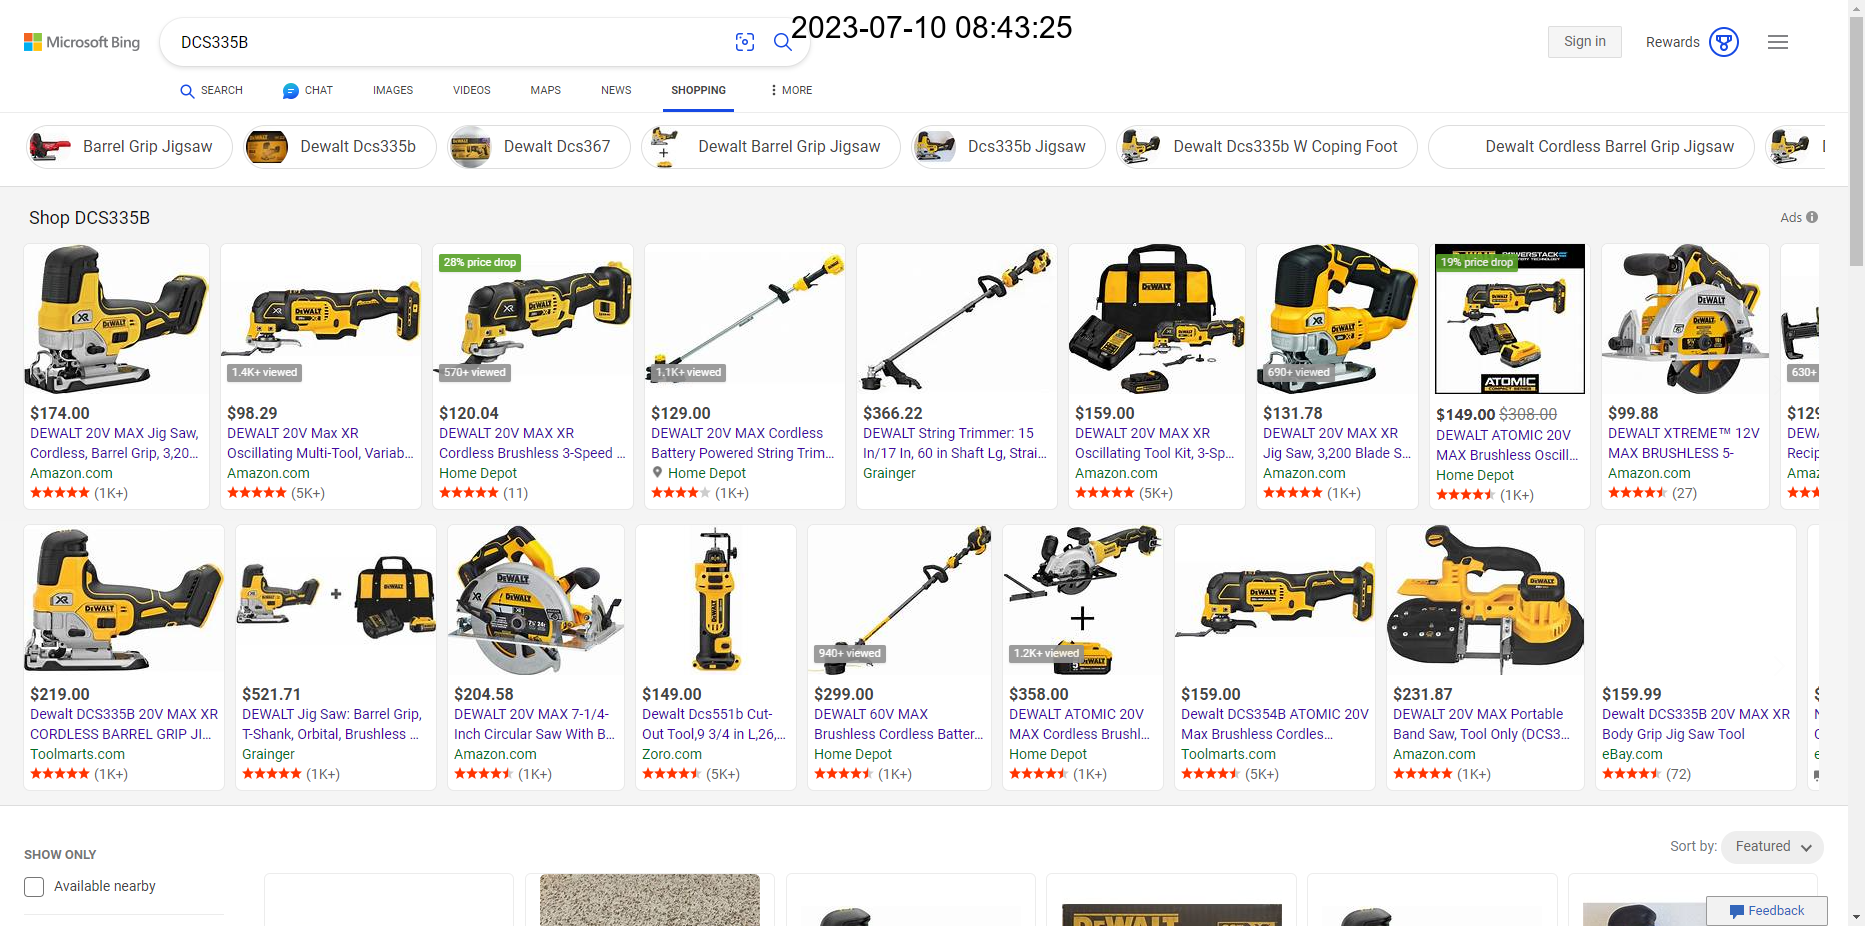 Microsoft Bing
DCS335B
2023-07-10 08:43:25
Sign in
Rewards
SEARCH
CHAT
IMAGES
VIDEOS
MAPS
NEWS
SHOPPING
MORE
Barrel Grip Jigsaw
Dewalt Dcs335b
Dewalt Dcs367
Dewalt Barrel Grip Jigsaw
Dcs335b Jigsaw
Dewalt Dcs335b W Coping Foot
Dewalt Cordless Barrel Grip Jigsaw
Shop DCS335B
Ads
$174.00
DEWALT 20V MAX Jig Saw,
Cordless, Barrel Grip, 3,20...
Amazon.com
(1K+)
1.4K+ viewed
$98.29
DEWALT 20V Max XR
Oscillating Multi-Tool, Variab...
Amazon.com
(5K+)
28% price drop
570+ viewed
$120.04
DEWALT 20V MAX XR
Cordless Brushless 3-Speed ...
Home Depot
(11)
1.1K+ viewed
$129.00
DEWALT 20V MAX Cordless
Battery Powered String Trim...
Home Depot
(1K+)
$366.22
DEWALT String Trimmer: 15
In/17 In, 60 in Shaft Lg, Strai...
Grainger
$159.00
DEWALT 20V MAX XR
Oscillating Tool Kit, 3-Sp...
Amazon.com
(5K+)
690+ viewed
$131.78
DEWALT 20V MAX XR
Jig Saw, 3,200 Blade S...
Amazon.com
(1K+)
19% price drop
ATOMIC
$149.00 $308.00
DEWALT ATOMIC 20V
MAX Brushless Oscill...
Home Depot
(1K+)
$99.88
DEWALT XTREME™ 12V
MAX BRUSHLESS 5-
Amazon.com
(27)
630+
$129
DEWA
Recip
Amaz
$219.00
Dewalt DCS335B 20V MAX XR
CORDLESS BARREL GRIP JI...
Toolmarts.com
(1K+)
$521.71
DEWALT Jig Saw: Barrel Grip,
T-Shank, Orbital, Brushless ...
Grainger
(1K+)
$204.58
DEWALT 20V MAX 7-1/4-
Inch Circular Saw With B...
Amazon.com
(1K+)
$149.00
Dewalt Dcs551b Cut-
Out Tool,9 3/4 in L,26,...
Zoro.com
(5K+)
940+ viewed
$299.00
DEWALT 60V MAX
Brushless Cordless Batter...
Home Depot
(1K+)
1.2K+ viewed
$358.00
DEWALT ATOMIC 20V
MAX Cordless Brushl...
Home Depot
(1K+)
$159.00
Dewalt DCS354B ATOMIC 20V
Max Brushless Cordles...
Toolmarts.com
(5K+)
$231.87
DEWALT 20V MAX Portable
Band Saw, Tool Only (DCS3...
Amazon.com
(1K+)
$159.99
Dewalt DCS335B 20V MAX XR
Body Grip Jig Saw Tool
eBay.com
(72)
SHOW ONLY
Available nearby
Sort by: Featured
DEWALT
Feedback